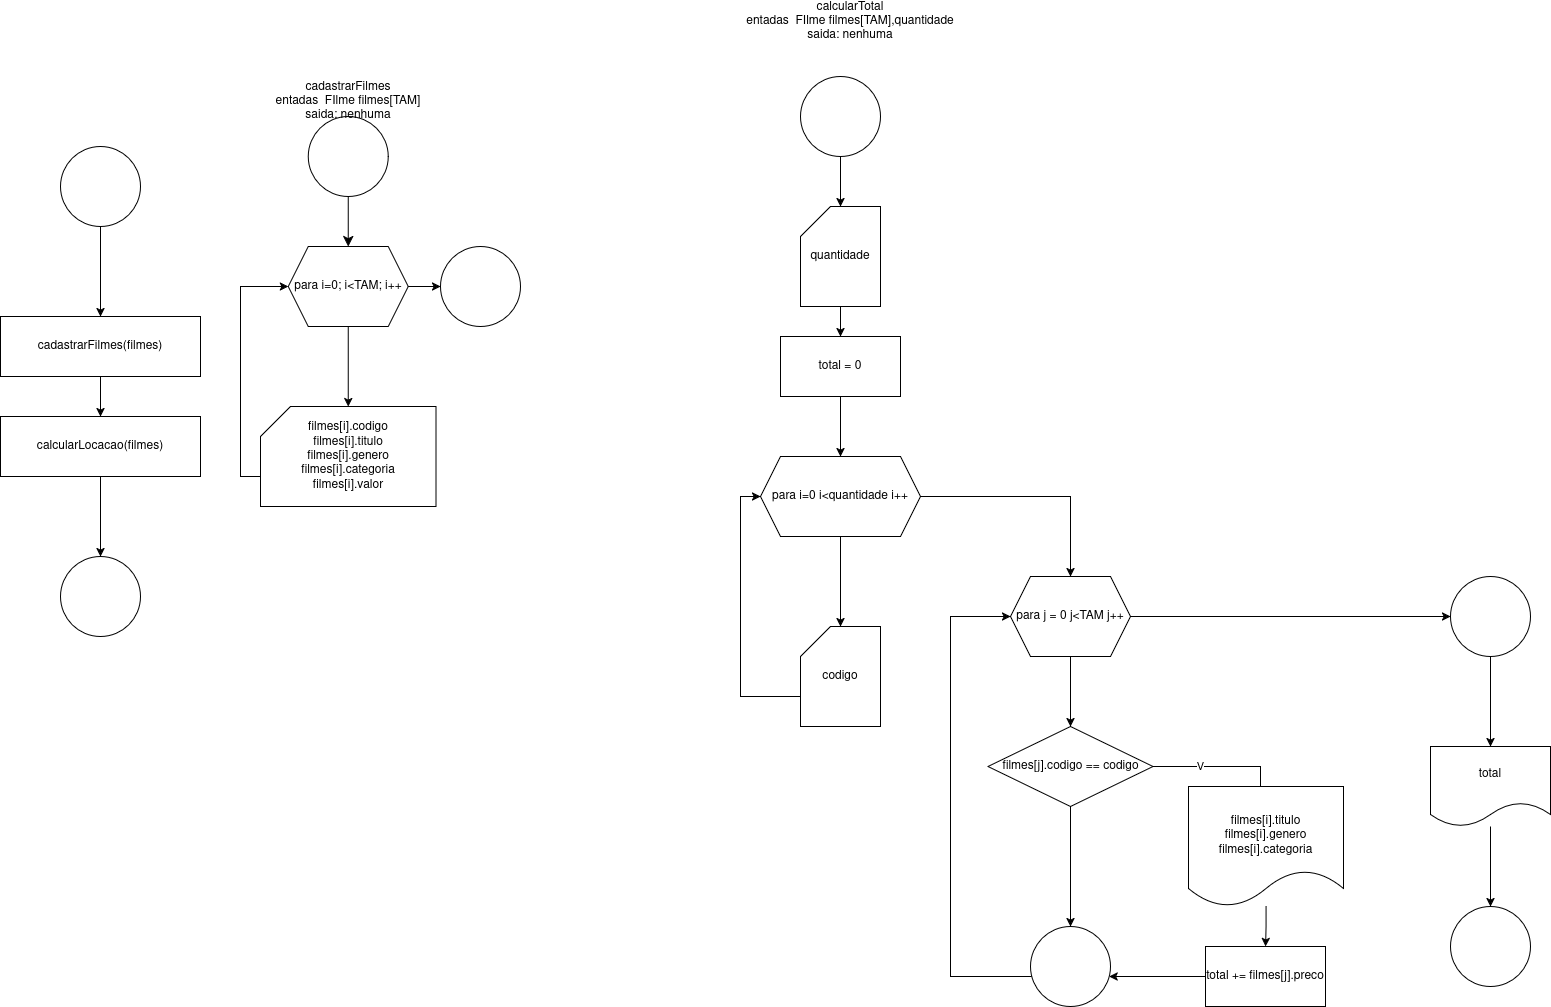 calcularTotal
entadas  FIlme filmes[TAM],quantidade
saida: nenhuma
cadastrarFilmes
entadas  FIlme filmes[TAM]
saida: nenhuma
cadastrarFilmes(filmes)
calcularLocacao(filmes)
para i=0; i<TAM; i++
filmes[i].codigo
filmes[i].titulo
filmes[i].genero
filmes[i].categoria
filmes[i].valor
quantidade
total = 0
para i=0 i<quantidade i++
codigo
para j = 0 j<TAM j++
filmes[j].codigo == codigo
V
filmes[i].titulo
filmes[i].genero
filmes[i].categoria
total += filmes[j].preco
total